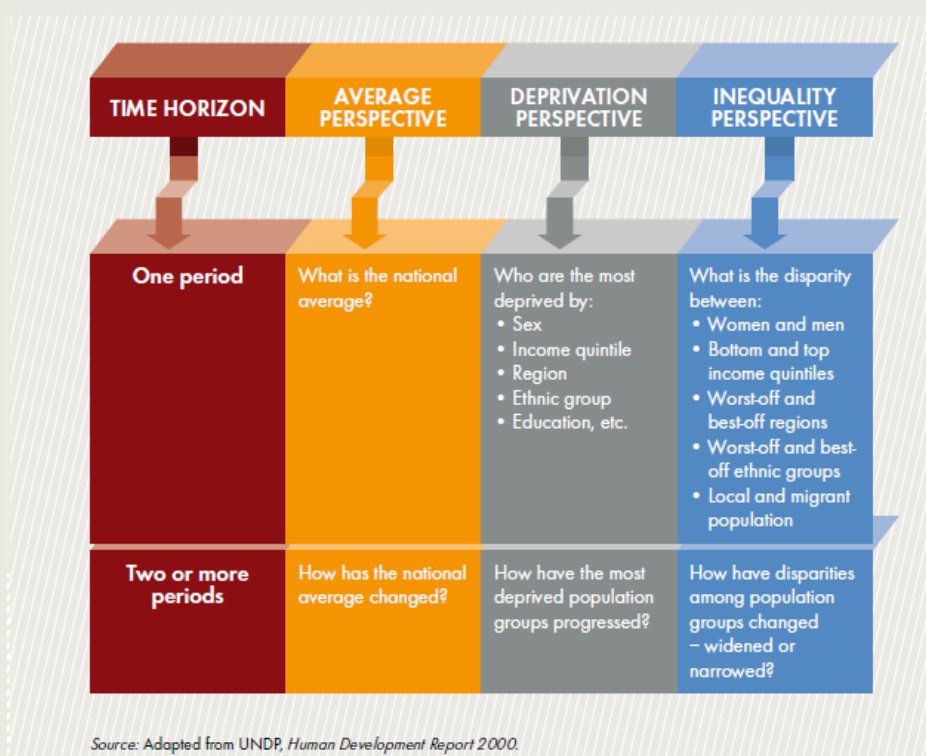 TIME HORIZON
AVERAGE
PERSPECTIVE
DEPRIVATION
PERSPECTIVE
INEQUALITY
PERSPECTIVE
One period
What is the national
average?
Who are the most
deprived by:
• Sex
• Income quintile
• Region
• Ethnic group
• Education, etc.
What is the disparity
between:
• Women and men
• Bottom and top
income quintiles
• Worst-off and
best-off regions
• Worst-off and best-
off ethnic groups
• Local and migrant
population
Two or more
periods
How has the national
average changed?
How have the most
deprived population
groups progressed?
How have disparities
among population
groups changed
– widened or
narrowed?
Source: Adapted from UNDP, Human Development Report 2000.